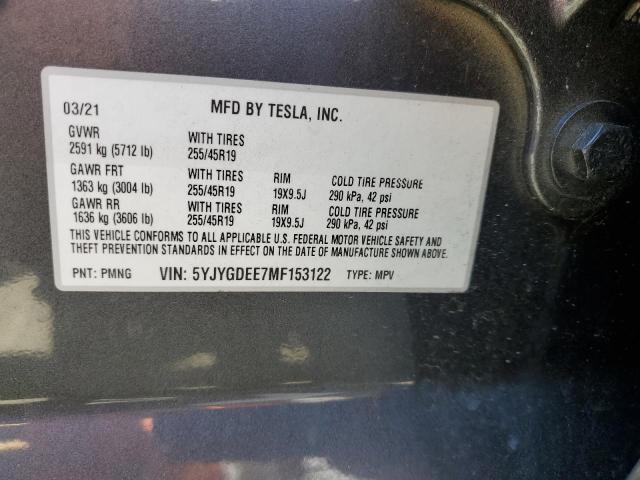 03/21 MFD BY TESLA, INC.
GVWR WITH TIRES
2591 kg (5712 lb) 255/45R19
GAWR FRT WITH TIRES RIM COLD TIRE PRESSURE
1363 kg (3004 lb) 255/45R19 19X9.5J 290 kPa, 42 psi
GAWR RR WITH TIRES RIM COLD TIRE PRESSURE
1636 kg (3606 lb) 255/45R19 19X9.5J 290 kPa, 42 psi
THIS VEHICLE CONFORMS TO ALL APPLICABLE U.S. FEDERAL MOTOR VEHICLE SAFETY AND
THEFT PREVENTION STANDARDS IN EFFECT ON THE DATE OF MANUFACTURE SHOWN ABOVE.
PNT: PMNG VIN: 5YJYGDEE7MF153122 TYPE: MPV